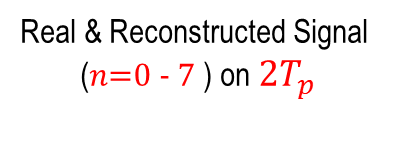 Real & Reconstructed Signal
(n=0 - 7 ) on 2Tₚ